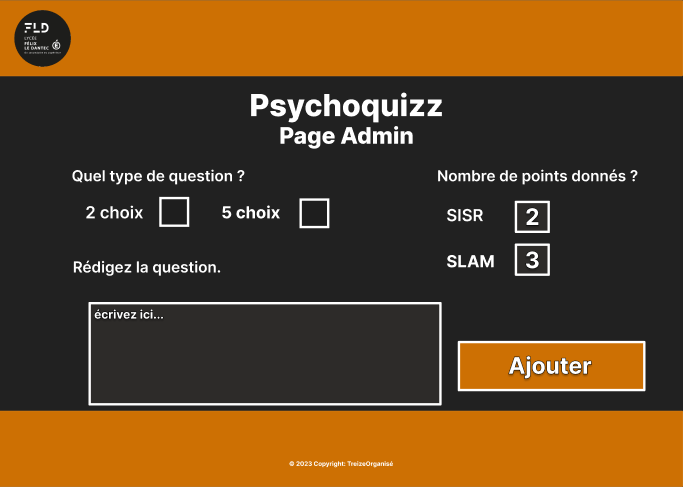 FLD
LYCÉE
FÉLIX
LE DANTEC
Psychoquizz
Page Admin
Quel type de question ?
Nombre de points donnés ?
2 choix
5 choix
SISR
2
SLAM
3
Rédigez la question.
écrivez ici...
Ajouter
© 2023 Copyright: TreizeOrganisé